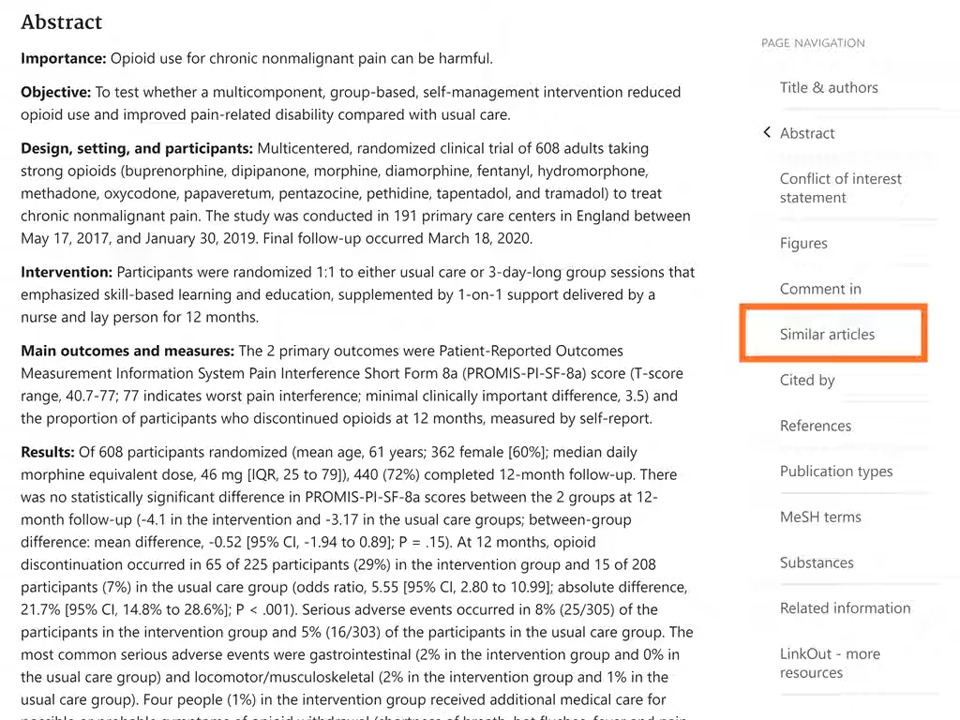 Abstract
Importance: Opioid use for chronic nonmalignant pain can be harmful.
Objective: To test whether a multicomponent, group-based, self-management intervention reduced
opioid use and improved pain-related disability compared with usual care.
Design, setting, and participants: Multicentered, randomized clinical trial of 608 adults taking
strong opioids (buprenorphine, dipipanone, morphine, diamorphine, fentanyl, hydromorphone,
methadone, oxycodone, papaveretum, pentazocine, pethidine, tapentadol, and tramadol) to treat
chronic nonmalignant pain. The study was conducted in 191 primary care centers in England between
May 17, 2017, and January 30, 2019. Final follow-up occurred March 18, 2020.
Intervention: Participants were randomized 1:1 to either usual care or 3-day-long group sessions that
emphasized skill-based learning and education, supplemented by 1-on-1 support delivered by a
nurse and lay person for 12 months.
Main outcomes and measures: The 2 primary outcomes were Patient-Reported Outcomes
Measurement Information System Pain Interference Short Form 8a (PROMIS-PI-SF-8a) score (T-score
range, 40.7-77; 77 indicates worst pain interference; minimal clinically important difference, 3.5) and
the proportion of participants who discontinued opioids at 12 months, measured by self-report.
Results: Of 608 participants randomized (mean age, 61 years; 362 female [60%]; median daily
morphine equivalent dose, 46 mg [IQR, 25 to 79]), 440 (72%) completed 12-month follow-up. There
was no statistically significant difference in PROMIS-PI-SF-8a scores between the 2 groups at 12-
month follow-up (-4.1 in the intervention and -3.17 in the usual care groups; between-group
difference: mean difference, -0.52 [95% CI, -1.94 to 0.89]; P = .15). At 12 months, opioid
discontinuation occurred in 65 of 225 participants (29%) in the intervention group and 15 of 208
participants (7%) in the usual care group (odds ratio, 5.55 [95% CI, 2.80 to 10.99]; absolute difference,
21.7% [95% CI, 14.8% to 28.6%]; P < .001). Serious adverse events occurred in 8% (25/305) of the
participants in the intervention group and 5% (16/303) of the participants in the usual care group. The
most common serious adverse events were gastrointestinal (2% in the intervention group and 0% in
the usual care group) and locomotor/musculoskeletal (2% in the intervention group and 1% in the
usual care group). Four people (1%) in the intervention group received additional medical care for
PAGE NAVIGATION
Title & authors
Abstract
Conflict of interest
statement
Figures
Comment in
Similar articles
Cited by
References
Publication types
MeSH terms
Substances
Related information
LinkOut - more
resources